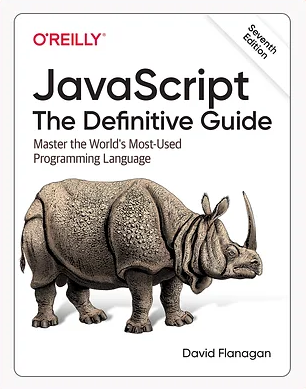 O'REILLY®
Seventh
Edition
JavaScript
The Definitive Guide
Master the World's Most-Used
Programming Language
David Flanagan